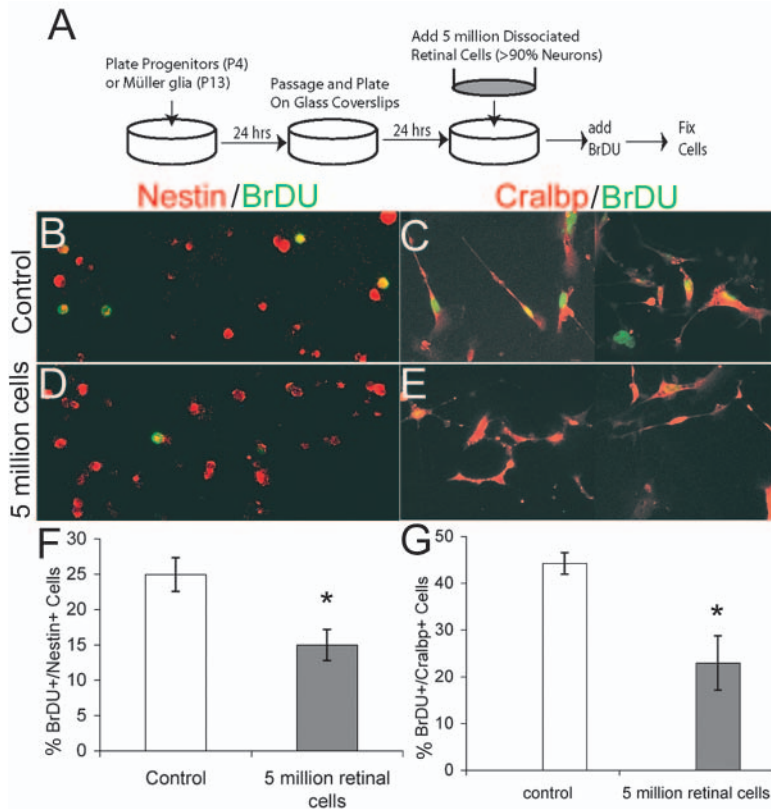 A
Plate Progenitors (P4)
or Müller glia (P13)
24 hrs
Passage and Plate
On Glass Coverslips
24 hrs
Add 5 million Dissociated
Retinal Cells (>90% Neurons)
add
BrDU
Fix
Cells
Nestin/BrDU
Cralbp/BrDU
Control
B
C
5 million cells
D
E
F
% BrDU+/Nestin+ Cells
30
25
20
15
10
5
0
*
Control
5 million retinal
cells
G
% BrDU+/Cralbp+ Cells
50
40
30
20
10
0
*
control
5 million retinal cells